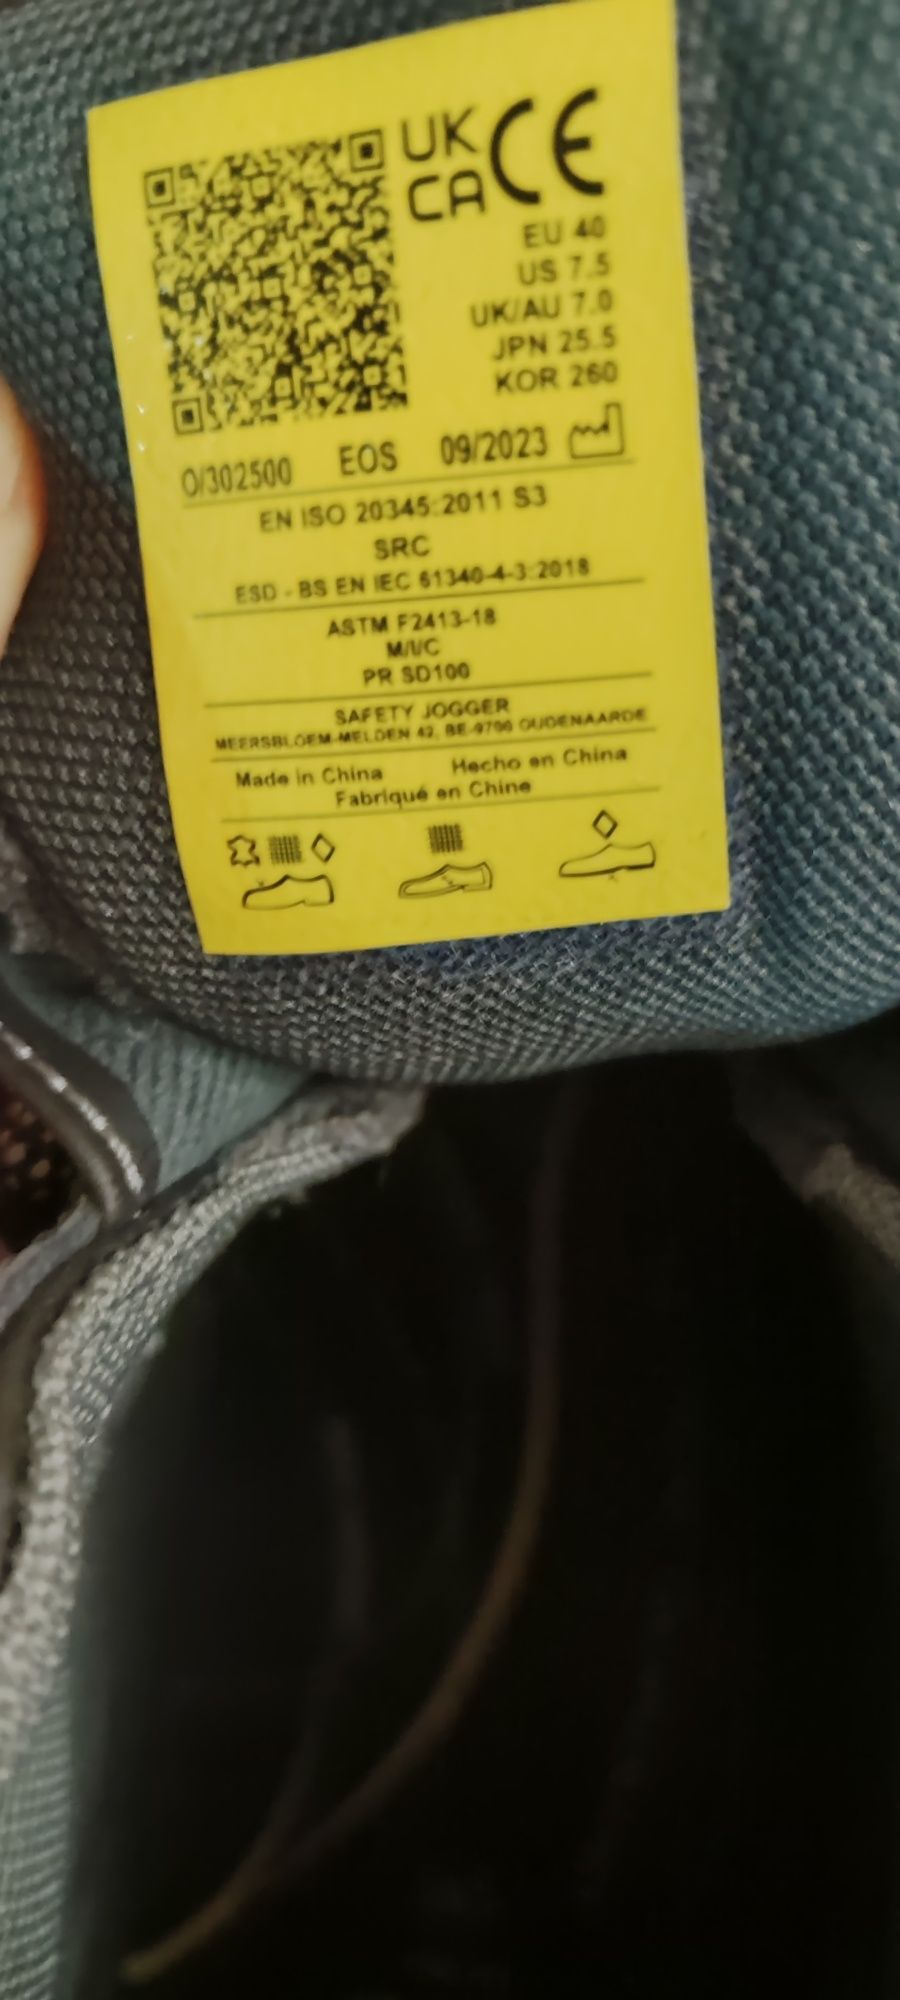 UK
CA CE
EU 40
US 7.5
UK/AU 7.0
JPN 25.5
KOR 260
O/302500 EOS 09/2023
EN ISO 20345:2011 S3
SRC
ESD - BS EN IEC 61340-4-3:2018
ASTM F2413-18
M/I/C
PR SD100
SAFETY JOGGER
MEERSBLOEM-MELDEN 42, BE-9700 OUDENAARDE
Made in China Hecho en China
Fabriqué en Chine